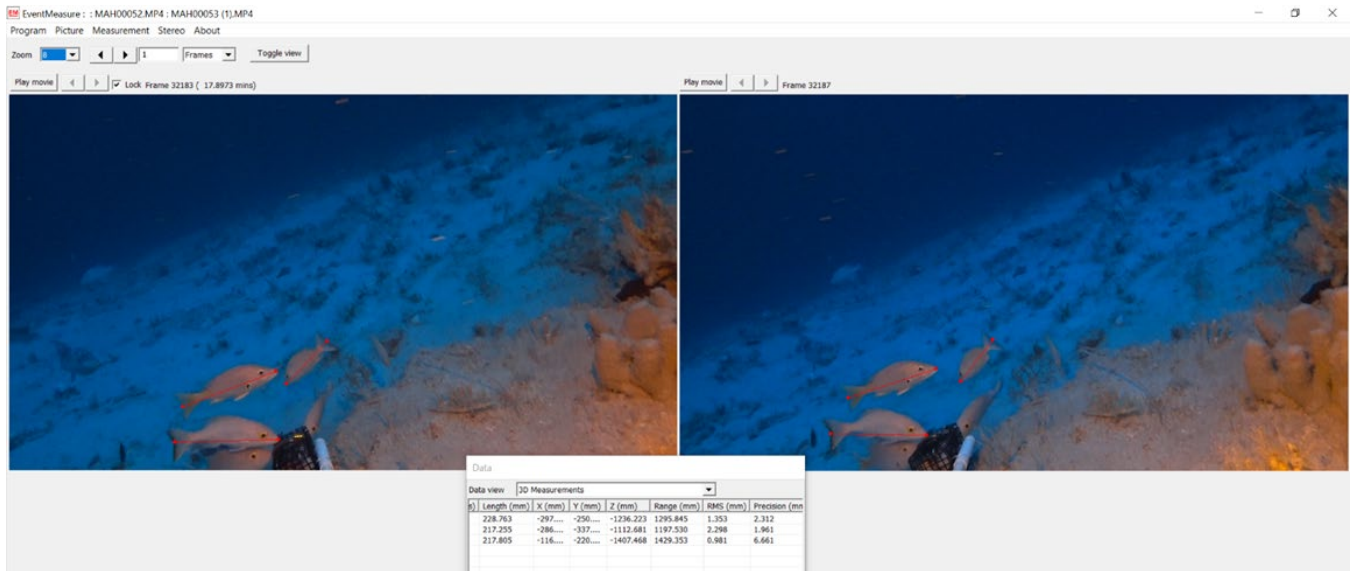 EM EventMeasure : : MAH00052.MP4 : MAH00053 (1).MP4
Program Picture Measurement Stereo About
Zoom 8 1 Frames Toggle view
Play movie Lock Frame 32183 ( 17.8973 mins)
Play movie Frame 32187
Data
Data view 3D Measurements
s) Length (mm) X (mm) Y (mm) Z (mm) Range (mm) RMS (mm) Precision (mm
228.763 -297.... -250.... -1236.223 1295.845 1.353 2.312
217.255 -286.... -337.... -1112.681 1197.530 2.298 1.961
217.805 -116.... -220.... -1407.468 1429.353 0.981 6.661